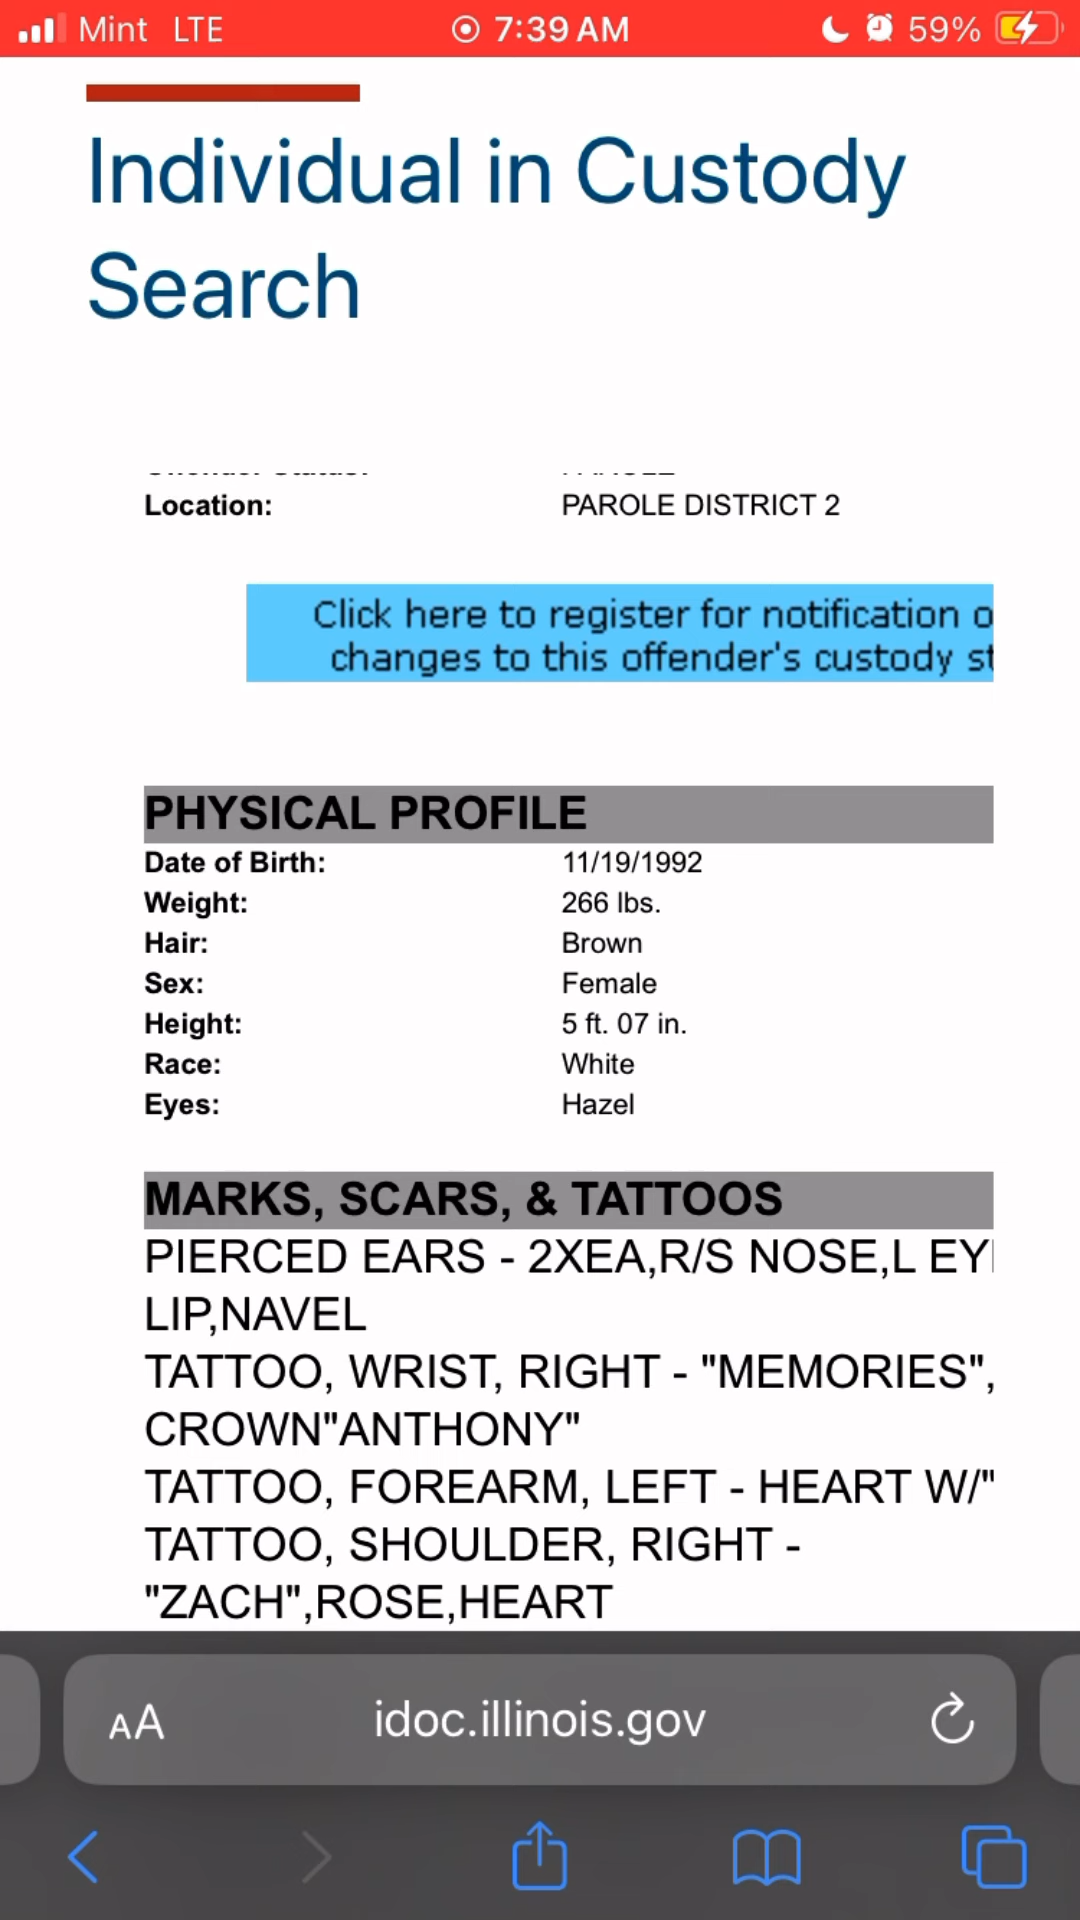 Mint LTE 7:39 AM 59%
Individual in Custody
Search
Location: PAROLE DISTRICT 2
Click here to register for notification o
changes to this offender's custody st
PHYSICAL PROFILE
Date of Birth: 11/19/1992
Weight: 266 lbs.
Hair: Brown
Sex: Female
Height: 5 ft. 07 in.
Race: White
Eyes: Hazel
MARKS, SCARS, & TATTOOS
PIERCED EARS - 2XEA,R/S NOSE,L EY
LIP,NAVEL
TATTOO, WRIST, RIGHT - "MEMORIES",
CROWN"ANTHONY"
TATTOO, FOREARM, LEFT - HEART W/"
TATTOO, SHOULDER, RIGHT -
"ZACH",ROSE,HEART
AA idoc.illinois.gov